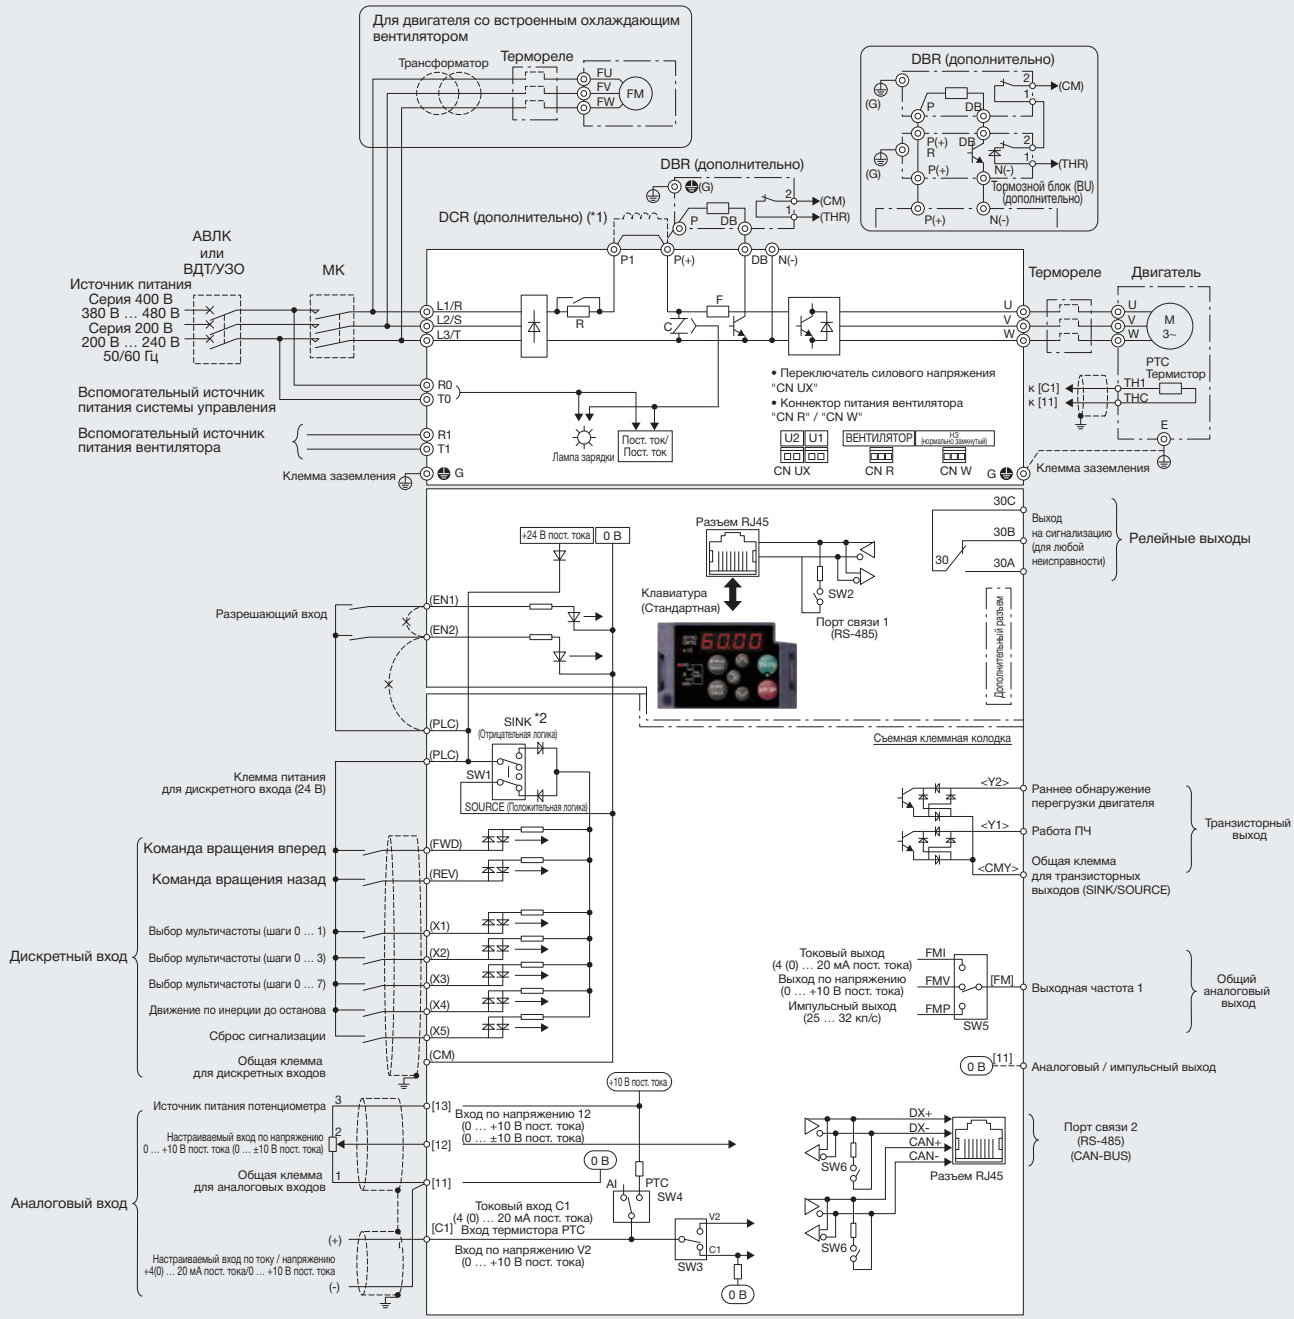 Для двигателя со встроенным охлаждающим
вентилятором
Трансформатор
Термореле
FU
FV
FW
FM
DBR (дополнительно)
(G)
P
DB
2
1
(CM)
(G)
P(+)
R
DB
2
1
(THR)
P(+)
N(-)
Тормозной блок (BU)
(дополнительно)
P(+)
N(-)
DBR (дополнительно)
(G)
2
1
(CM)
(THR)
P
DB
DCR (дополнительно) (*1)
P1
P(+)
DB
N(-)
АВЛК
или
ВДТ/УЗО
МК
Источник питания
Серия 400 В
380 В … 480 В
Серия 200 В
200 В … 240 В
50/60 Гц
L1/R
L2/S
L3/T
R
C
F
U
V
W
Термореле
Двигатель
U
V
W
M
3~
PTC
Термистор
TH1
THC
к [C1]
к [11]
E
Вспомогательный источник
питания системы управления
R0
T0
Вспомогательный источник
питания вентилятора
R1
T1
Клемма заземления
G
Лампа зарядки
Пост. ток/
Пост. ток
• Переключатель силового напряжения
"CN UX"
• Коннектор питания вентилятора
"CN R" / "CN W"
U2 U1
ВЕНТИЛЯТОР
НЗ
(нормально замкнутый)
CN UX
CN R
CN W
G
Клемма заземления
+24 В пост. тока
0 В
Разъем RJ45
SW2
Клавиатура
(Стандартная)
Порт связи 1
(RS-485)
60.00
STOP
30C
30B
30
30A
Выход
на сигнализацию
(для любой
неисправности)
Релейные выходы
Дополнительный разъем
Разрешающий вход
(EN1)
(EN2)
(PLC)
(PLC)
SINK *2
(Отрицательная логика)
SW1
SOURCE (Положительная логика)
Съемная клеммная колодка
Клемма питания
для дискретного входа (24 В)
Дискретный вход
Команда вращения вперед
(FWD)
Команда вращения назад
(REV)
Выбор мультичастоты (шаги 0 … 1)
(X1)
Выбор мультичастоты (шаги 0 … 3)
(X2)
Выбор мультичастоты (шаги 0 … 7)
(X3)
Движение по инерции до останова
(X4)
Сброс сигнализации
(X5)
Общая клемма
для дискретных входов
(CM)
<Y2>
Раннее обнаружение
перегрузки двигателя
<Y1>
Работа ПЧ
<CMY>
Общая клемма
для транзисторных
выходов (SINK/SOURCE)
Транзисторный
выход
Токовый выход
(4 (0) … 20 мА пост. тока)
Выход по напряжению
(0 … +10 В пост. тока)
Импульсный выход
(25 … 32 кп/с)
FMI
FMV
FMP
[FM]
SW5
Выходная частота 1
Общий
аналоговый
выход
0 В
[11]
Аналоговый / импульсный выход
Аналоговый вход
Источник питания потенциометра
3
[13]
Настраиваемый вход по напряжению
0 … +10 В пост. тока (0 … ±10 В пост. тока)
2
[12]
Общая клемма
для аналоговых входов
1
[11]
Вход по напряжению 12
(0 … +10 В пост. тока)
(0 … ±10 В пост. тока)
+10 В пост. тока
0 В
AI
PTC
SW4
Токовый вход C1
(4 (0) … 20 мА пост. тока)
[C1]
Вход термистора PTC
Вход по напряжению V2
(0 … +10 В пост. тока)
V2
C1
SW3
0 В
(+)
Настраиваемый вход по току / напряжению
+4(0) … 20 мА пост. тока/0 … +10 В пост. тока
(-)
DX+
DX-
CAN+
CAN-
SW6
SW6
Разъем RJ45
Порт связи 2
(RS-485)
(CAN-BUS)